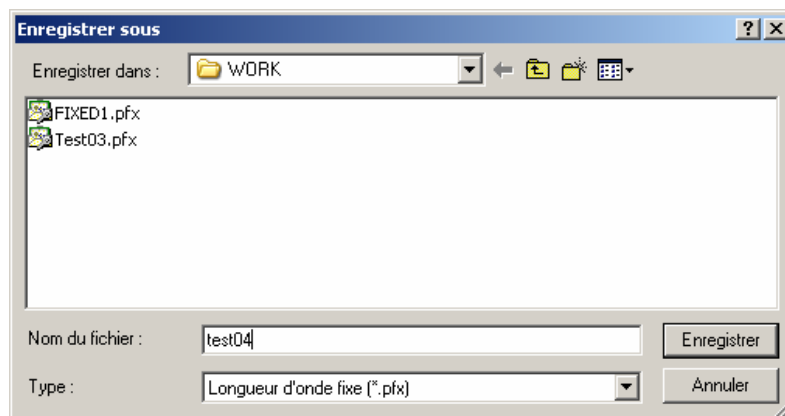 Enregistrer sous
Enregistrer dans : WORK
FIXED1.pfx
Test03.pfx
Nom du fichier : test04 Enregistrer
Type : Longueur d'onde fixe (*.pfx) Annuler